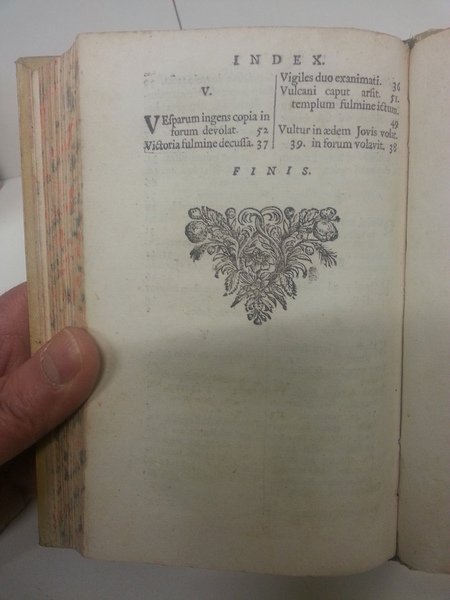 INDEX.
V.
VEsparum ingens copia in
forum devolat. 52
Victoria fulmine decussa. 37
Vigiles duo exanimati. 36
Vulcani caput arsit. 51.
templum fulmine ictum.
49
Vultur in ædem Jovis volat.
39. in forum volavit. 38
FINIS.